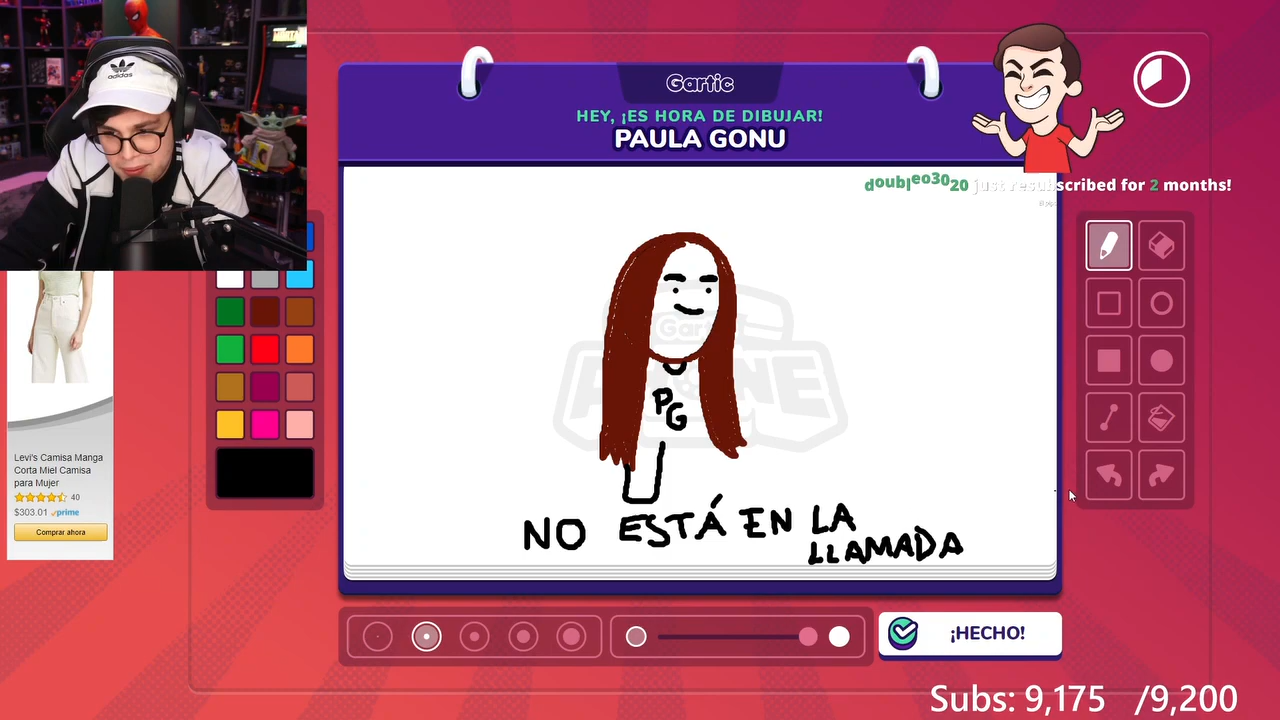 adidas
Gartic
HEY, ¡ES HORA DE DIBUJAR!
PAULA GONU
doubleo3020 just resubscribed for 2 months!
PG
NO ESTÁ EN LA
LLAMADA
Levi's Camisa Manga
Corta Miel Camisa
para Mujer
40
$303.01 prime
Comprar ahora
¡HECHO!
Subs: 9,175 /9,200